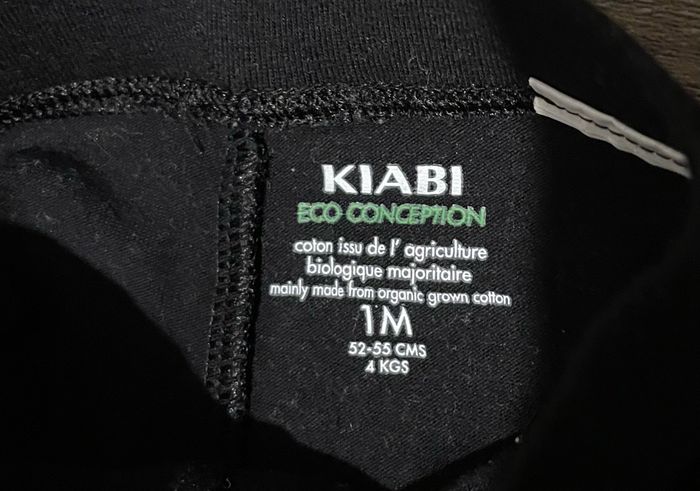 KIABI
ECO CONCEPTION
coton issu de l' agriculture
biologique majoritaire
mainly made from organic grown cotton
1M
52-55 CMS
4 KGS